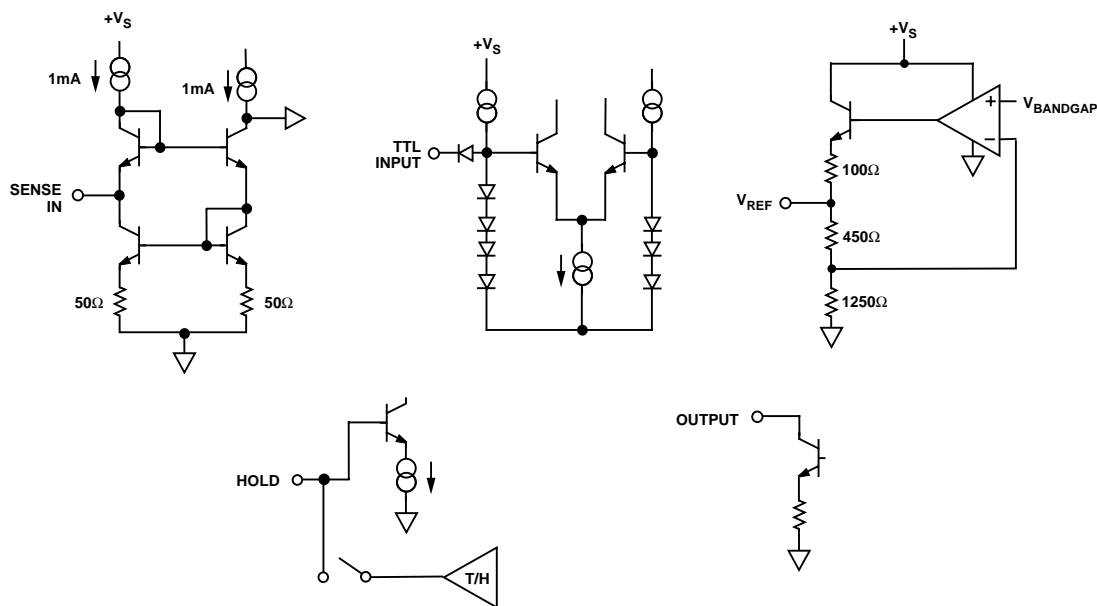 +VS
1mA
1mA
SENSE
IN
50Ω
50Ω
+VS
TTL
INPUT
+VS
+
−
VBANDGAP
100Ω
VREF
450Ω
1250Ω
HOLD
T/H
OUTPUT